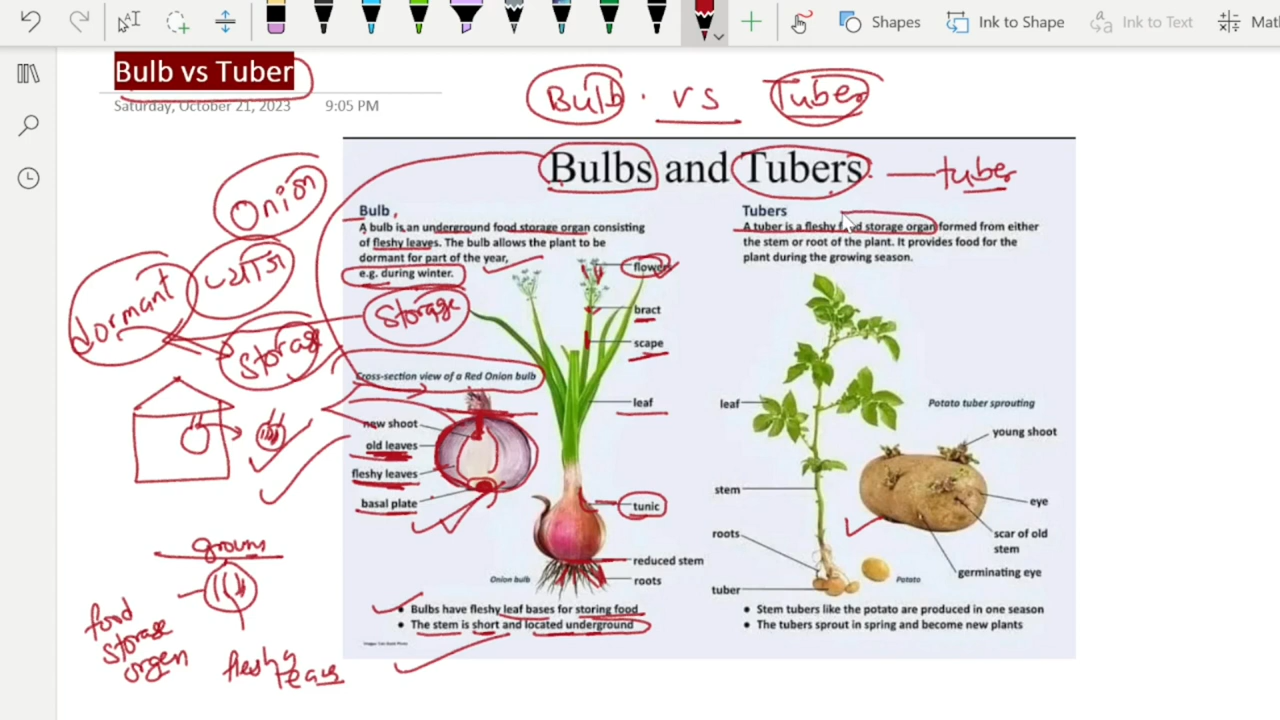 Shapes
Ink to Shape
Ink to Text
Mat
Bulb vs Tuber
Saturday, October 21, 2023 9:05 PM
Bulb. vs Tuber
Bulbs and Tubers
tuber
Onion
dormant
Storage
Storage
ground
food
storage
organ
Bulb
A bulb is an underground food storage organ consisting
of fleshy leaves. The bulb allows the plant to be
dormant for part of the year,
e.g. during winter.
flower
bract
scape
Cross-section view of a Red Onion bulb
leaf
new shoot
old leaves
fleshy leaves
basal plate
tunic
reduced stem
roots
Onion bulb
Bulbs have fleshy leaf bases for storing food
The stem is short and located underground
Tubers
A tuber is a fleshy food storage organ formed from either
the stem or root of the plant. It provides food for the
plant during the growing season.
leaf
Potato tuber sprouting
young shoot
stem
eye
roots
scar of old
stem
germinating eye
tuber
Potato
Stem tubers like the potato are produced in one season
The tubers sprout in spring and become new plants